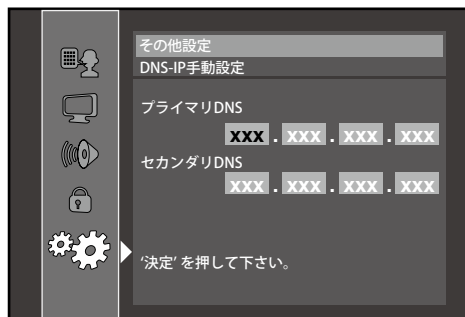 その他設定
DNS-IP手動設定
プライマリDNS
xxx . xxx . xxx . xxx
セカンダリDNS
xxx . xxx . xxx . xxx
‘決定’ を押して下さい。